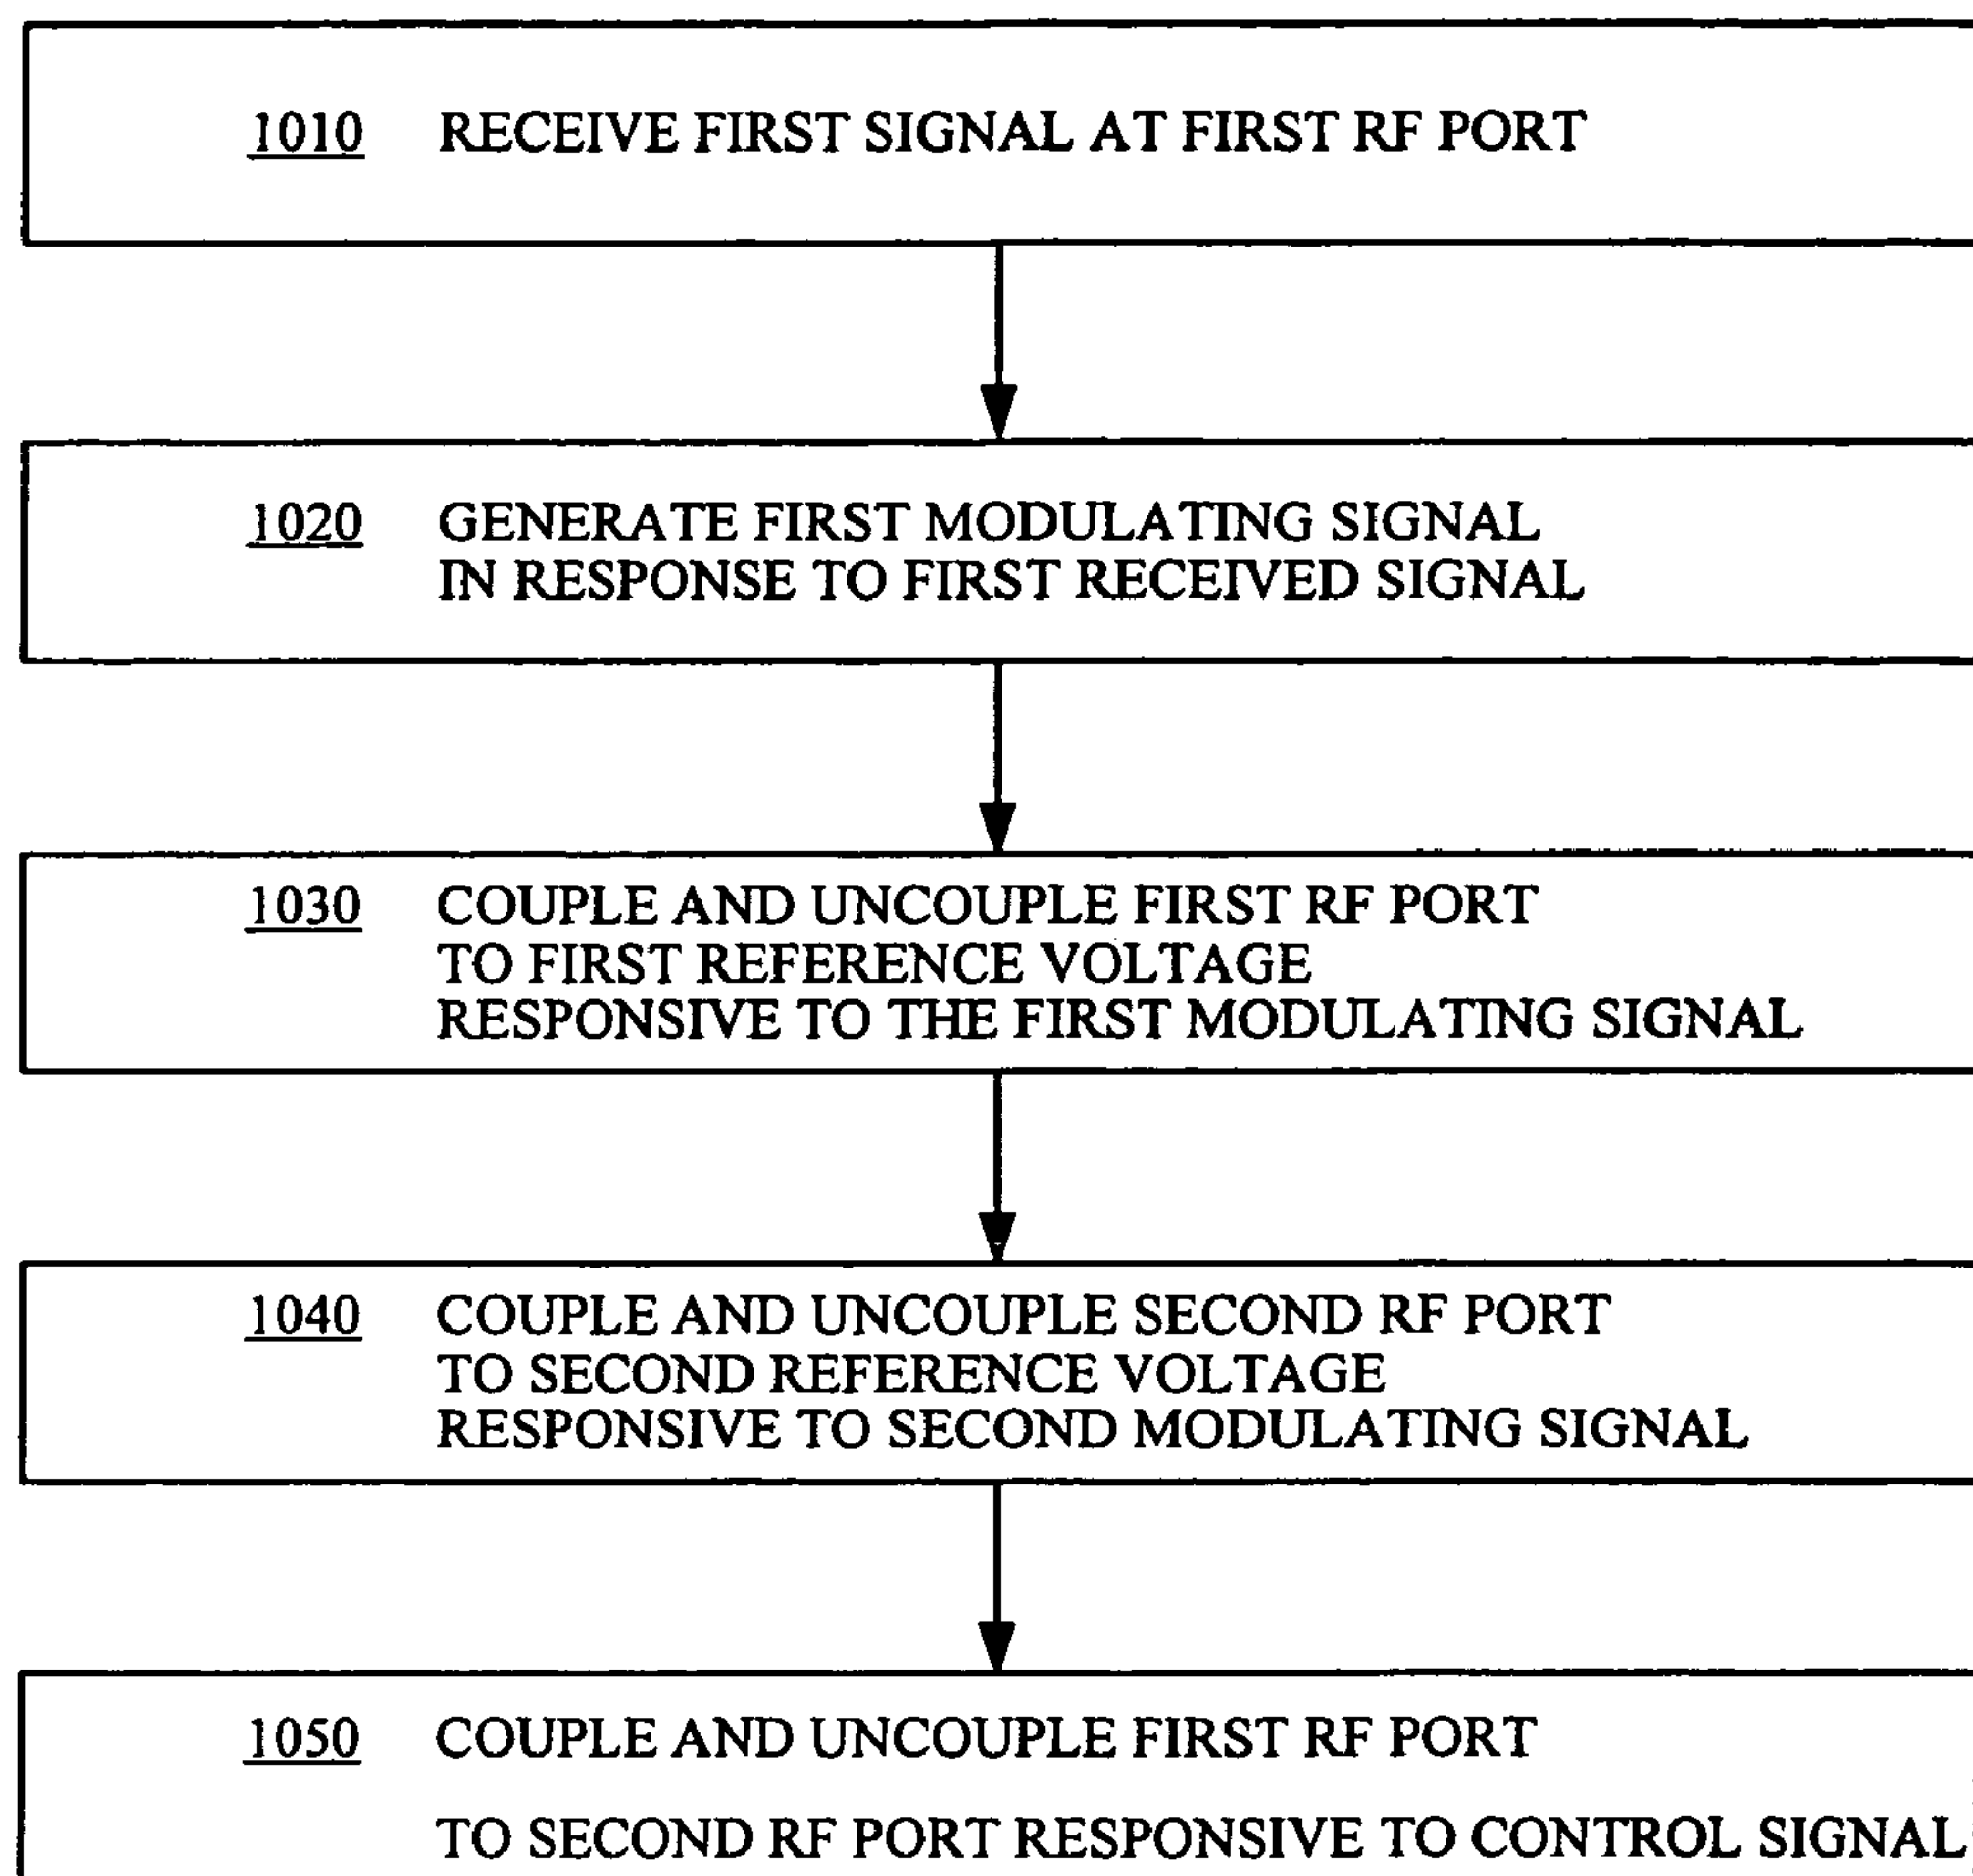 1010 RECEIVE FIRST SIGNAL AT FIRST RF PORT
1020 GENERATE FIRST MODULATING SIGNAL
IN RESPONSE TO FIRST RECEIVED SIGNAL
1030 COUPLE AND UNCOUPLE FIRST RF PORT
TO FIRST REFERENCE VOLTAGE
RESPONSIVE TO THE FIRST MODULATING SIGNAL
1040 COUPLE AND UNCOUPLE SECOND RF PORT
TO SECOND REFERENCE VOLTAGE
RESPONSIVE TO SECOND MODULATING SIGNAL
1050 COUPLE AND UNCOUPLE FIRST RF PORT
TO SECOND RF PORT RESPONSIVE TO CONTROL SIGNAL